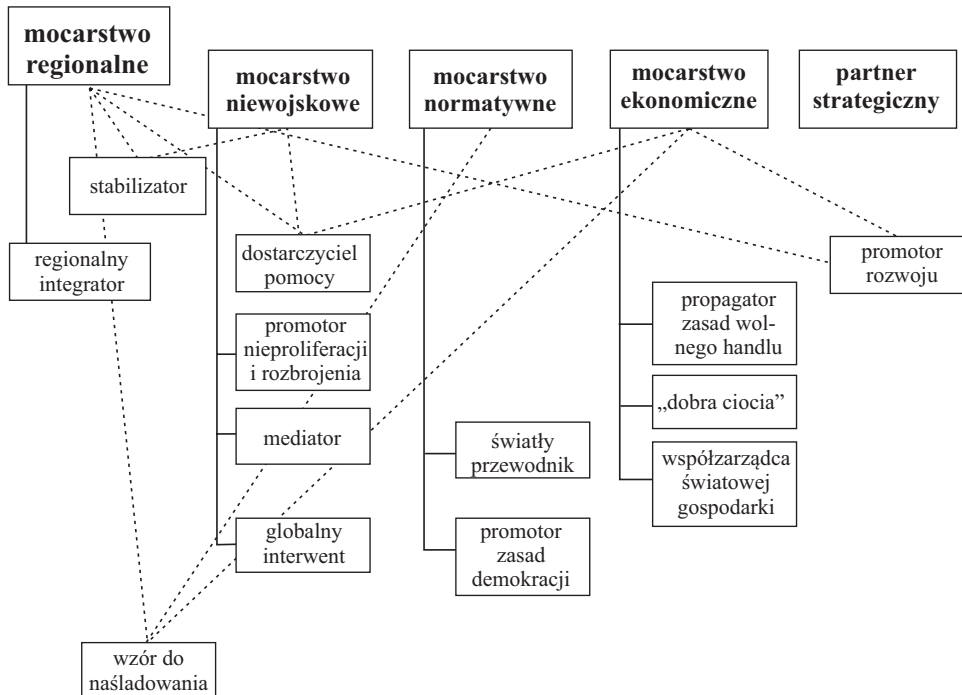 mocarstwo
regionalne
mocarstwo
niewojskowe
mocarstwo
normatywne
mocarstwo
ekonomiczne
partner
strategiczny
stabilizator
regionalny
integrator
dostarczyciel
pomocy
promotor
rozwoju
promotor
nieproliferacji
i rozbrojenia
propagator
zasad wol-
nego handlu
mediator
światły
przewodnik
„dobra ciocia”
współzarządca
światowej
gospodarki
globalny
interwent
promotor
zasad
demokracji
wzór do
naśladowania